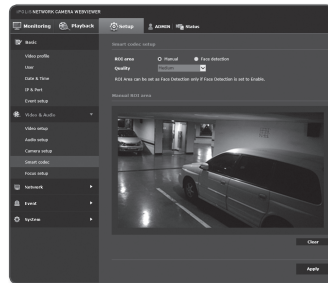 iPOLiS NETWORK CAMERA WEBVIEWER
Monitoring Playback Setup ADMIN Status
Basic
Video profile
User
Date & Time
IP & Port
Event setup
Video & Audio
Video setup
Audio setup
Camera setup
Smart codec
Focus setup
Network
Event
System
Smart codec setup
ROI area Manual Face detection
Quality Medium
ROI Area can be set as Face Detection only if Face Detection is set to Enable.
Manual ROI area
Clear
Apply